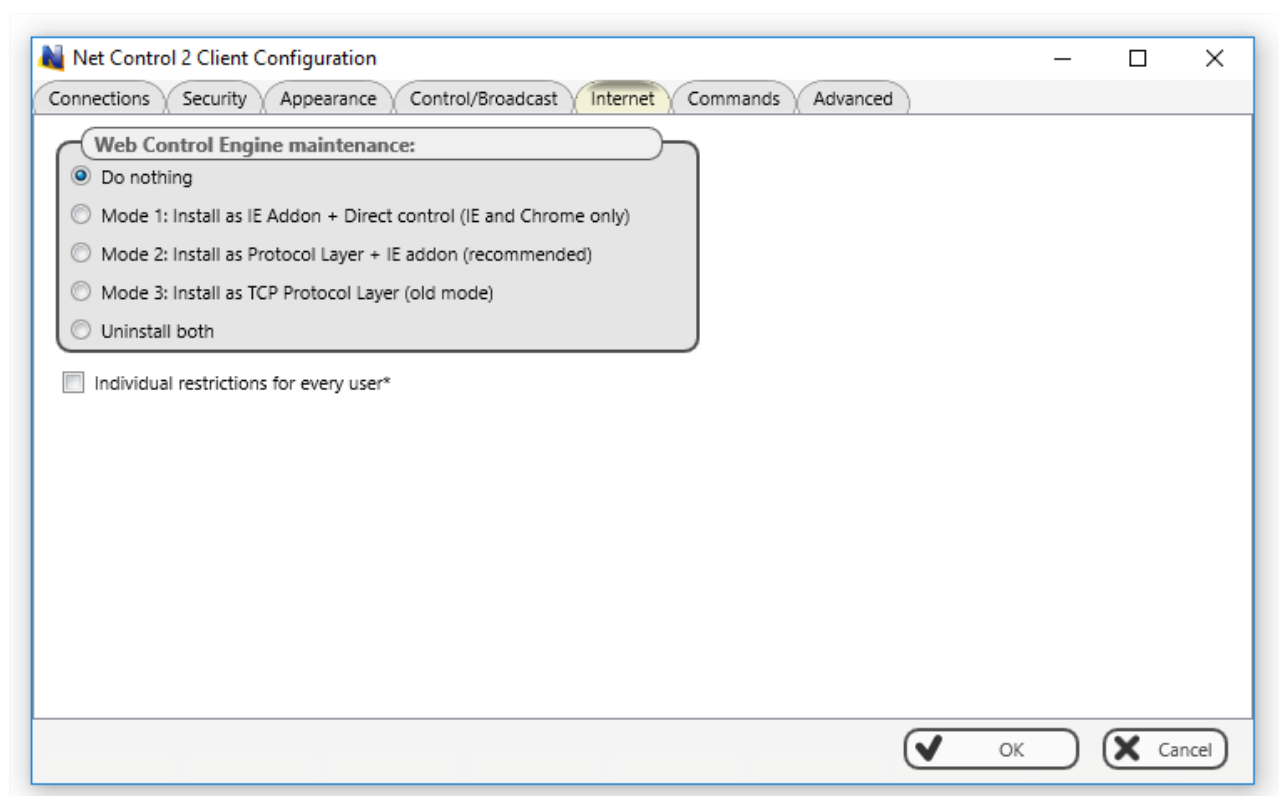 Net Control 2 Client Configuration
Connections Security Appearance Control/Broadcast Internet Commands Advanced
Web Control Engine maintenance:
Do nothing
Mode 1: Install as IE Addon + Direct control (IE and Chrome only)
Mode 2: Install as Protocol Layer + IE addon (recommended)
Mode 3: Install as TCP Protocol Layer (old mode)
Uninstall both
Individual restrictions for every user*
OK Cancel